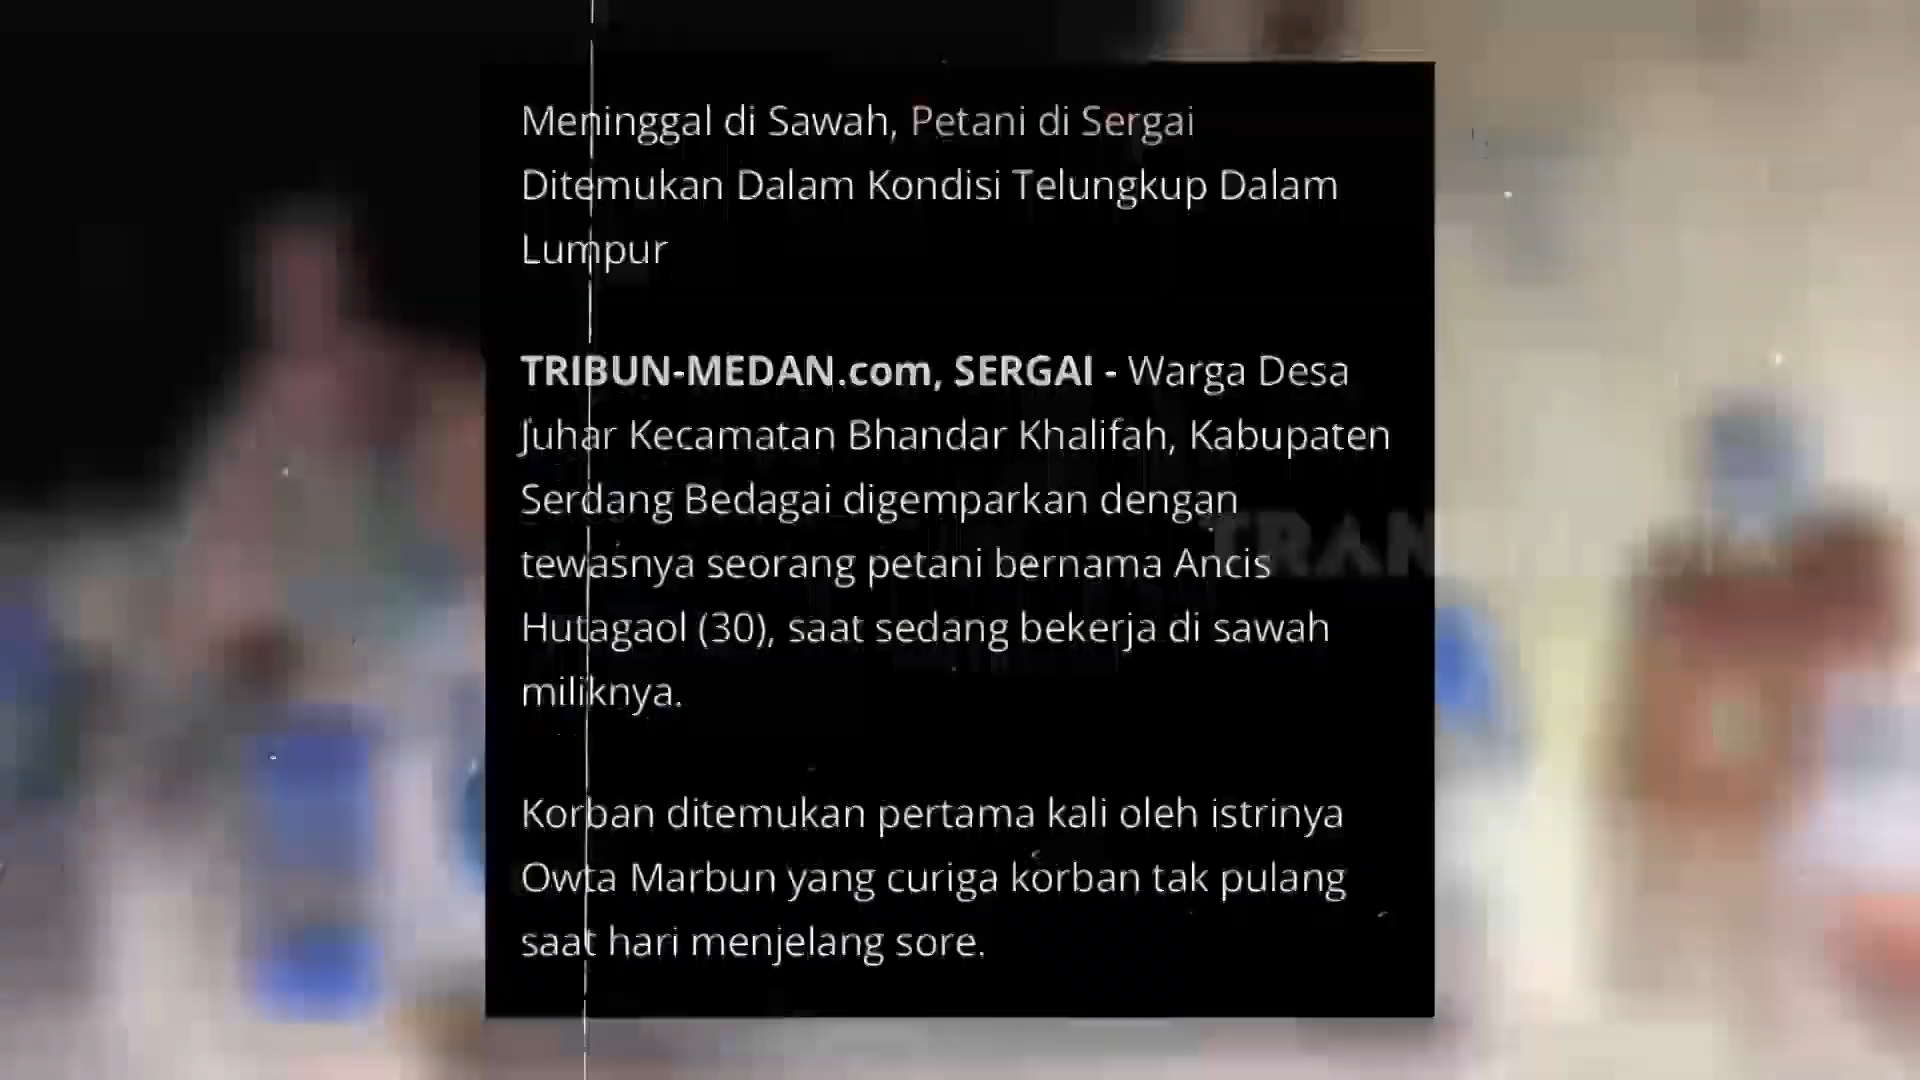 Meninggal di Sawah, Petani di Sergai
Ditemukan Dalam Kondisi Telungkup Dalam
Lumpur
TRIBUN-MEDAN.com, SERGAI - Warga Desa
Juhar Kecamatan Bhandar Khalifah, Kabupaten
Serdang Bedagai digemparkan dengan
tewasnya seorang petani bernama Ancis
Hutagaol (30), saat sedang bekerja di sawah
miliknya.
Korban ditemukan pertama kali oleh istrinya
Owta Marbun yang curiga korban tak pulang
saat hari menjelang sore.